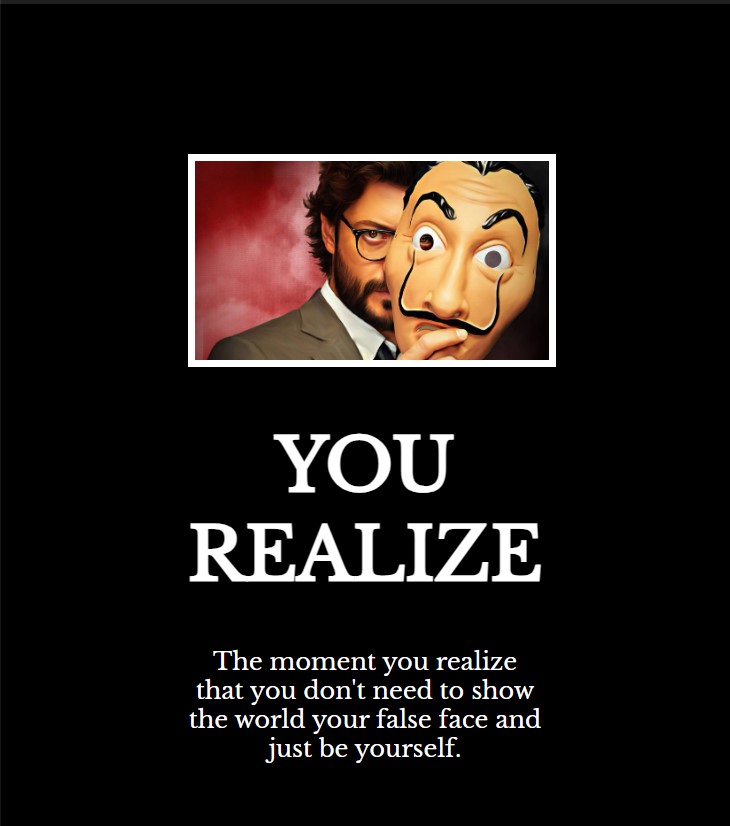 YOU
REALIZE
The moment you realize
that you don't need to show
the world your false face and
just be yourself.